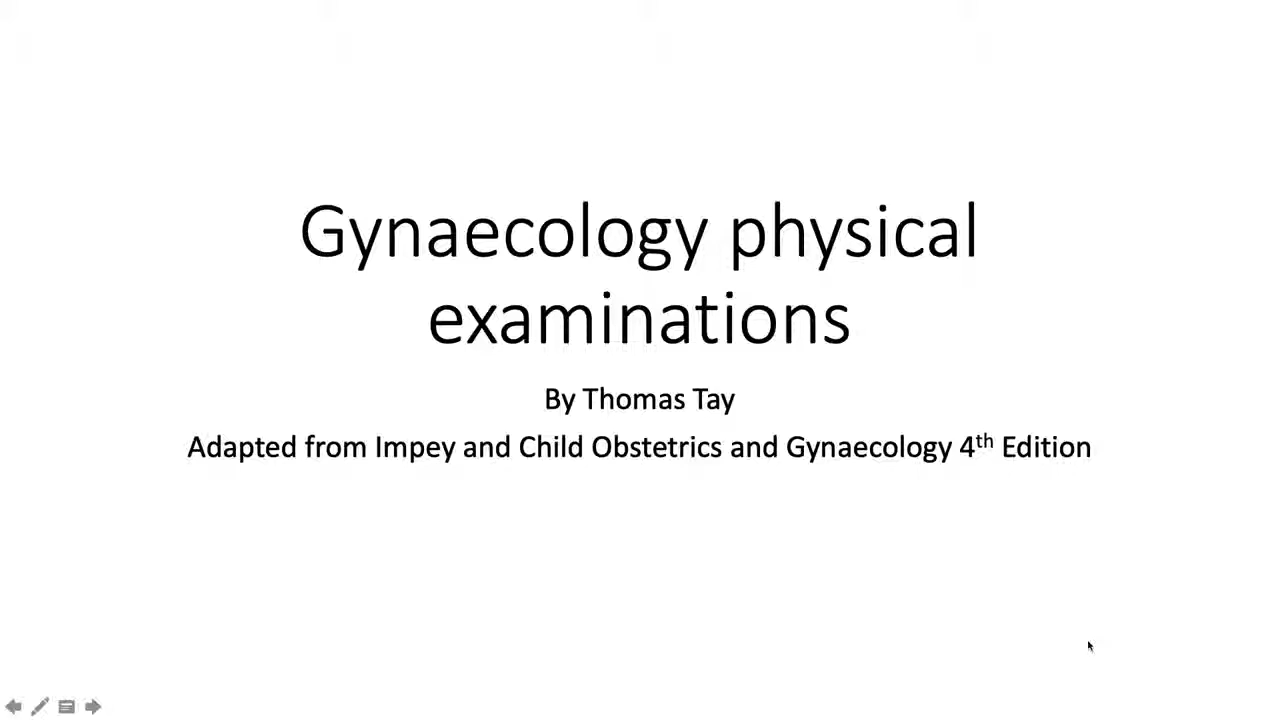 Gynaecology physical
examinations
By Thomas Tay
Adapted from Impey and Child Obstetrics and Gynaecology 4th Edition